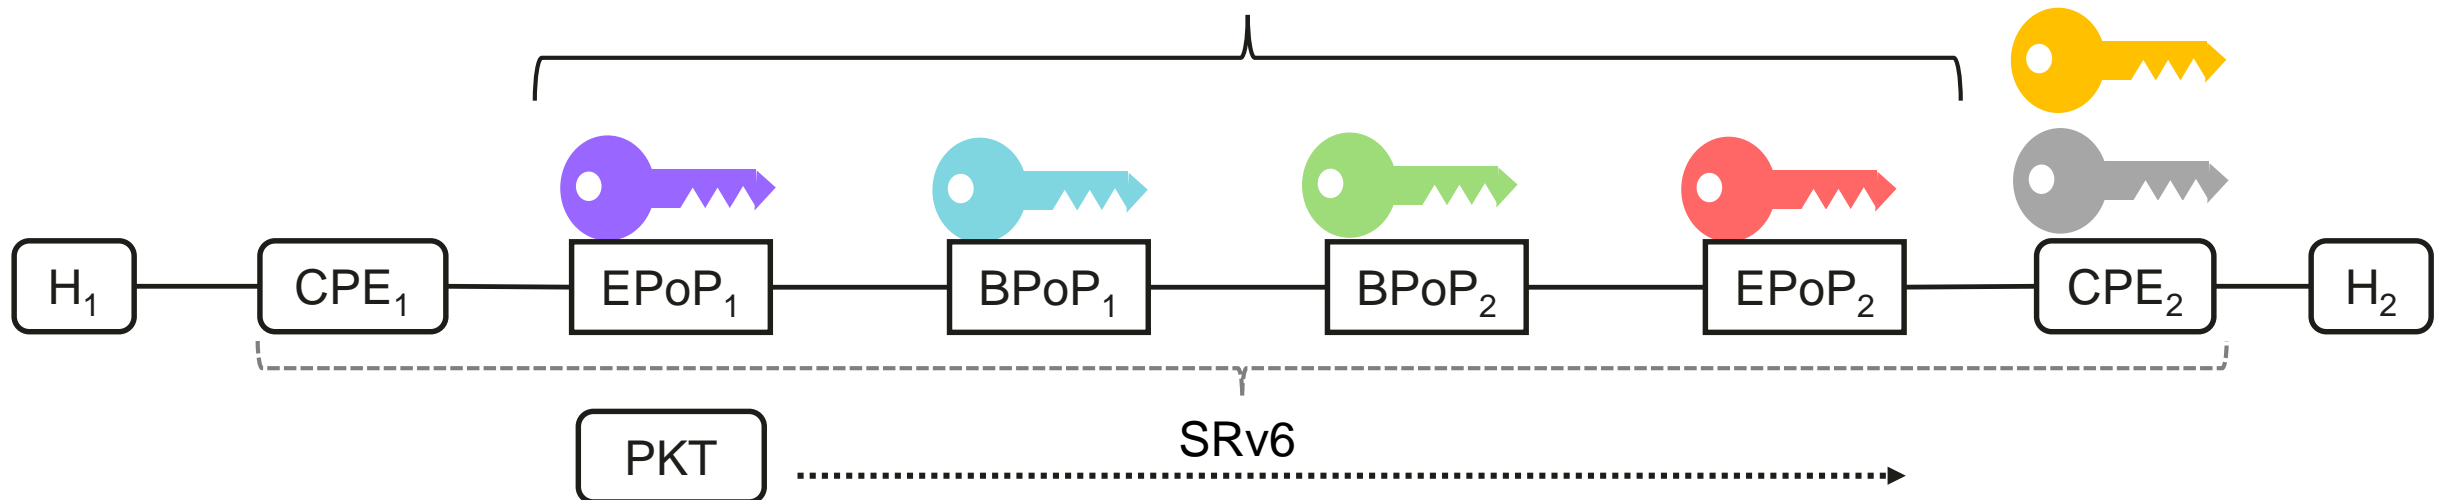 H₁ CPE₁ EPoP₁ BPoP₁ BPoP₂ EPoP₂ CPE₂ H₂
SRv6
PKT